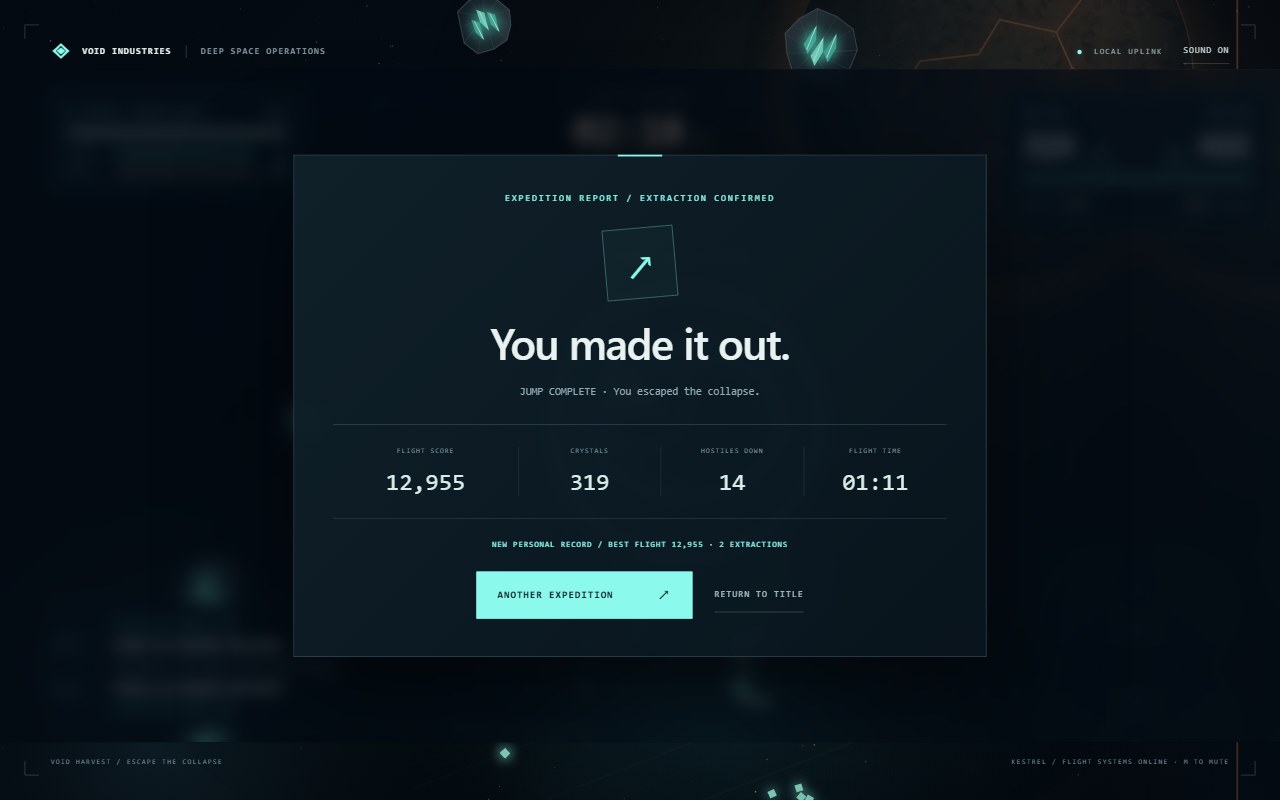 VOID INDUSTRIES
DEEP SPACE OPERATIONS
LOCAL UPLINK
SOUND ON
EXPEDITION REPORT / EXTRACTION CONFIRMED
You made it out.
JUMP COMPLETE · You escaped the collapse.
FLIGHT SCORE
12,955
CRYSTALS
319
HOSTILES DOWN
14
FLIGHT TIME
01:11
NEW PERSONAL RECORD / BEST FLIGHT 12,955 · 2 EXTRACTIONS
ANOTHER EXPEDITION ↗
RETURN TO TITLE
VOID HARVEST / ESCAPE THE COLLAPSE
KESTREL / FLIGHT SYSTEMS ONLINE · M TO MUTE